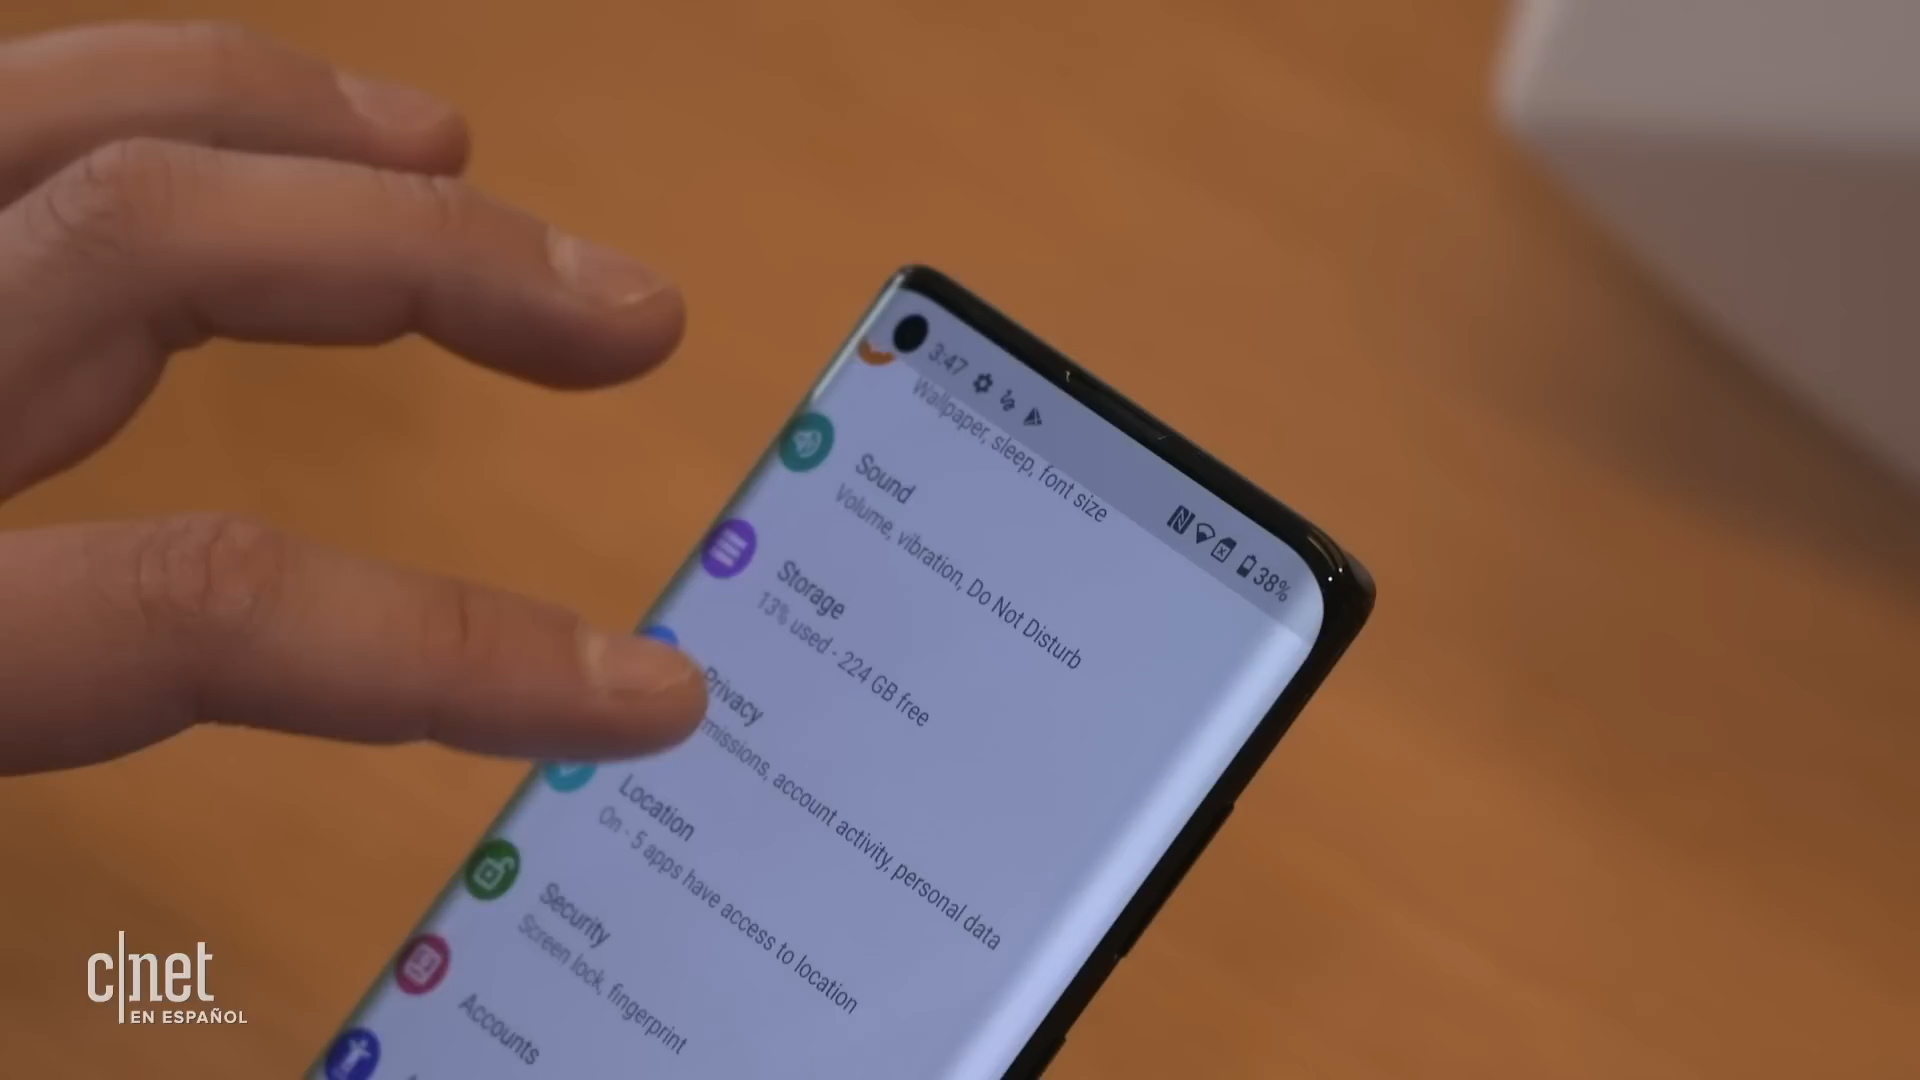 3:47
38%
Wallpaper, sleep, font size
Sound
Volume, vibration, Do Not Disturb
Storage
13% used - 224 GB free
Privacy
missions, account activity, personal data
Location
On - 5 apps have access to location
Security
Screen lock, fingerprint
Accounts
c|net
EN ESPAÑOL